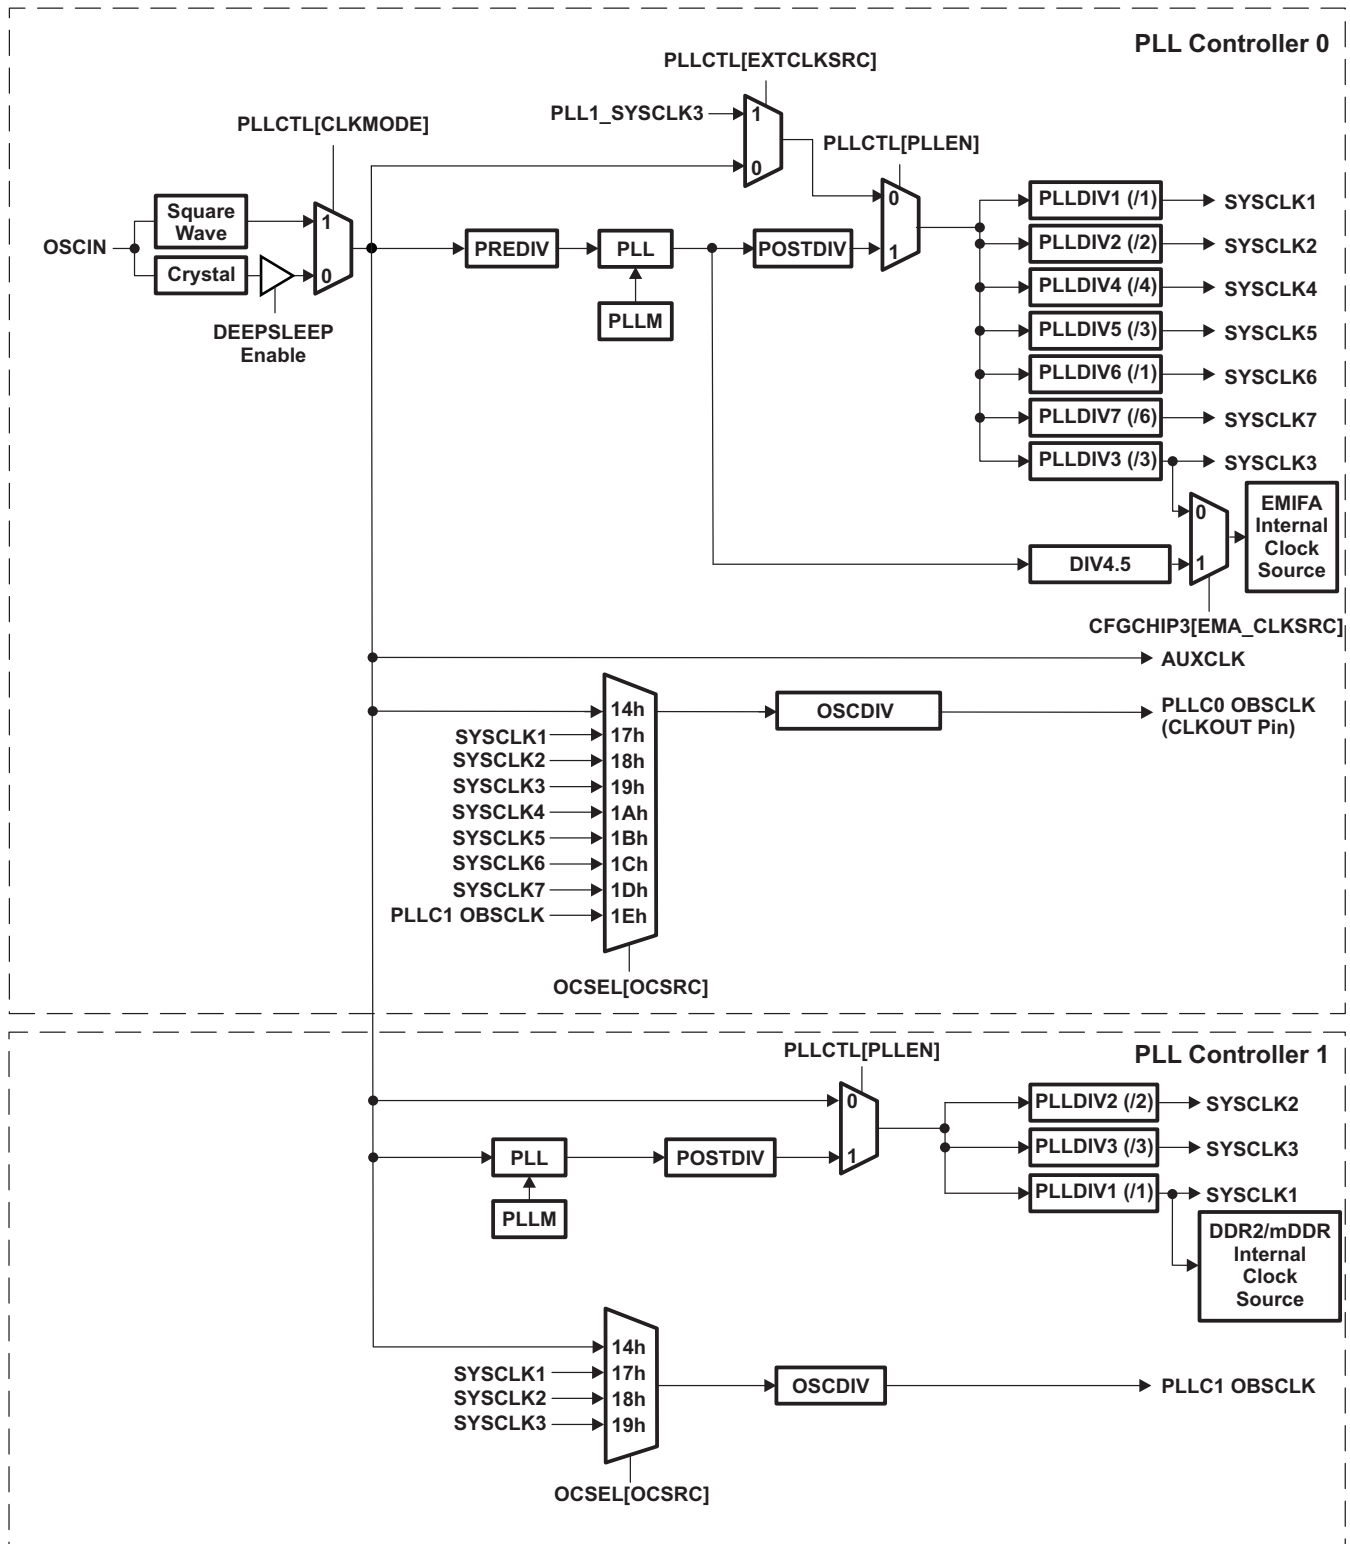 PLL Controller 0
PLLCTL[EXTCLKSRC]
PLL1_SYSCLK3
1
0
PLLCTL[CLKMODE]
PLLCTL[PLLEN]
0
1
OSCIN
Square
Wave
Crystal
1
0
DEEPSLEEP
Enable
PREDIV
PLL
POSTDIV
PLLM
PLLDIV1 (/1)
SYSCLK1
PLLDIV2 (/2)
SYSCLK2
PLLDIV4 (/4)
SYSCLK4
PLLDIV5 (/3)
SYSCLK5
PLLDIV6 (/1)
SYSCLK6
PLLDIV7 (/6)
SYSCLK7
PLLDIV3 (/3)
SYSCLK3
0
1
EMIFA
Internal
Clock
Source
DIV4.5
CFGCHIP3[EMA_CLKSRC]
AUXCLK
14h
OSCDIV
PLLC0 OBSCLK
(CLKOUT Pin)
SYSCLK1
17h
SYSCLK2
18h
SYSCLK3
19h
SYSCLK4
1Ah
SYSCLK5
1Bh
SYSCLK6
1Ch
SYSCLK7
1Dh
PLLC1 OBSCLK
1Eh
OCSEL[OCSRC]
PLL Controller 1
PLLCTL[PLLEN]
0
1
PLL
POSTDIV
PLLM
PLLDIV2 (/2)
SYSCLK2
PLLDIV3 (/3)
SYSCLK3
PLLDIV1 (/1)
SYSCLK1
DDR2/mDDR
Internal
Clock
Source
14h
SYSCLK1
17h
SYSCLK2
18h
SYSCLK3
19h
OSCDIV
PLLC1 OBSCLK
OCSEL[OCSRC]